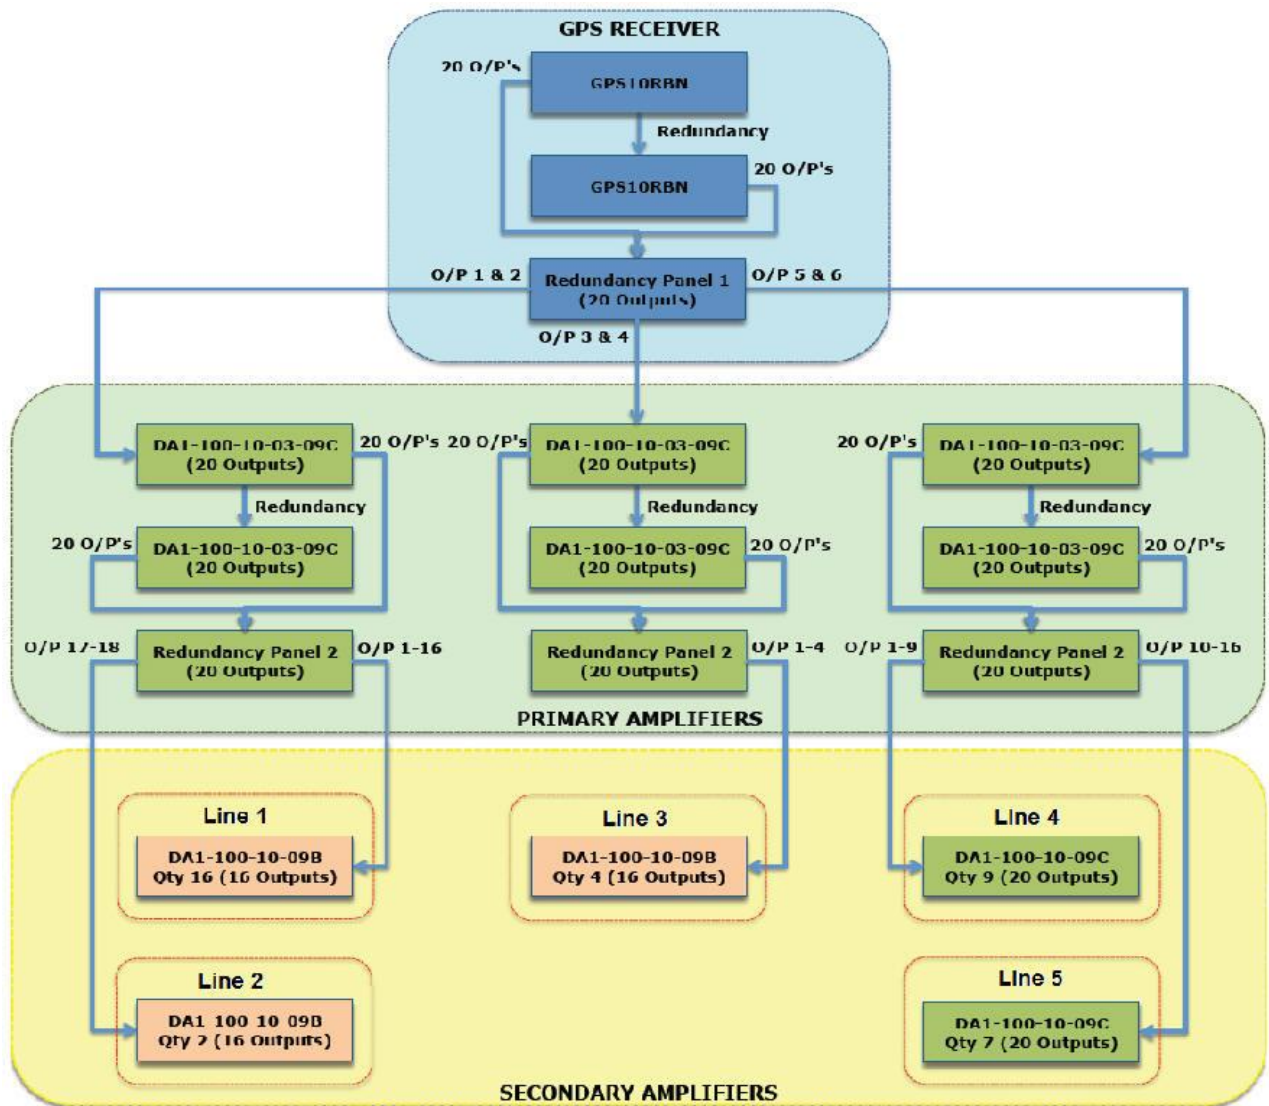 GPS RECEIVER
20 O/P's
GPS10RBN
Redundancy
GPS10RBN
20 O/P's
O/P 1 & 2
Redundancy Panel 1
(20 Outputs)
O/P 5 & 6
O/P 3 & 4
DA1-100-10-03-09C
(20 Outputs)
20 O/P's
20 O/P's
DA1-100-10-03-09C
(20 Outputs)
20 O/P's
DA1-100-10-03-09C
(20 Outputs)
Redundancy
Redundancy
Redundancy
20 O/P's
DA1-100-10-03-09C
(20 Outputs)
DA1-100-10-03-09C
(20 Outputs)
20 O/P's
DA1-100-10-03-09C
(20 Outputs)
20 O/P's
O/P 17-18
Redundancy Panel 2
(20 Outputs)
O/P 1-16
Redundancy Panel 2
(20 Outputs)
O/P 1-4
O/P 1-9
Redundancy Panel 2
(20 Outputs)
O/P 10-16
PRIMARY AMPLIFIERS
Line 1
DA1-100-10-09B
Qty 16 (16 Outputs)
Line 3
DA1-100-10-09B
Qty 4 (16 Outputs)
Line 4
DA1-100-10-09C
Qty 9 (20 Outputs)
Line 2
DA1-100-10-09B
Qty 2 (16 Outputs)
Line 5
DA1-100-10-09C
Qty 7 (20 Outputs)
SECONDARY AMPLIFIERS